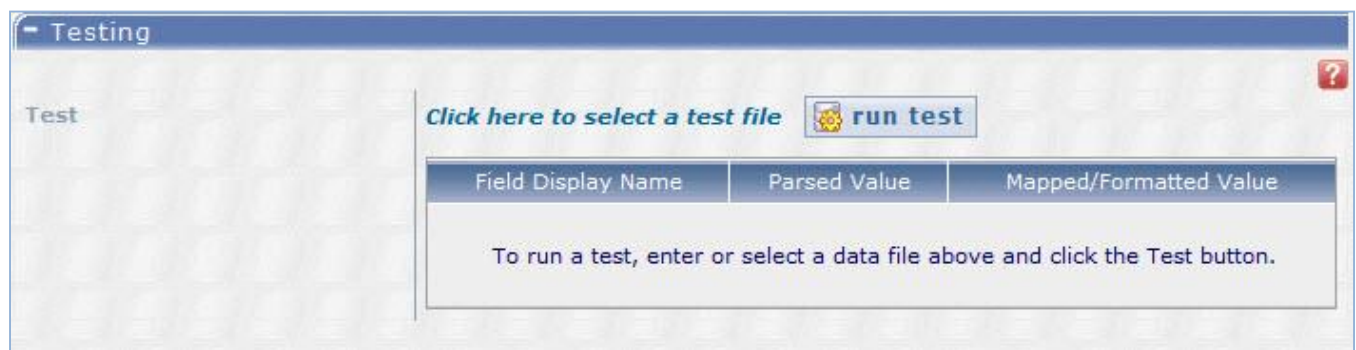 - Testing
?
Test
Click here to select a test file run test
Field Display Name Parsed Value Mapped/Formatted Value
To run a test, enter or select a data file above and click the Test button.